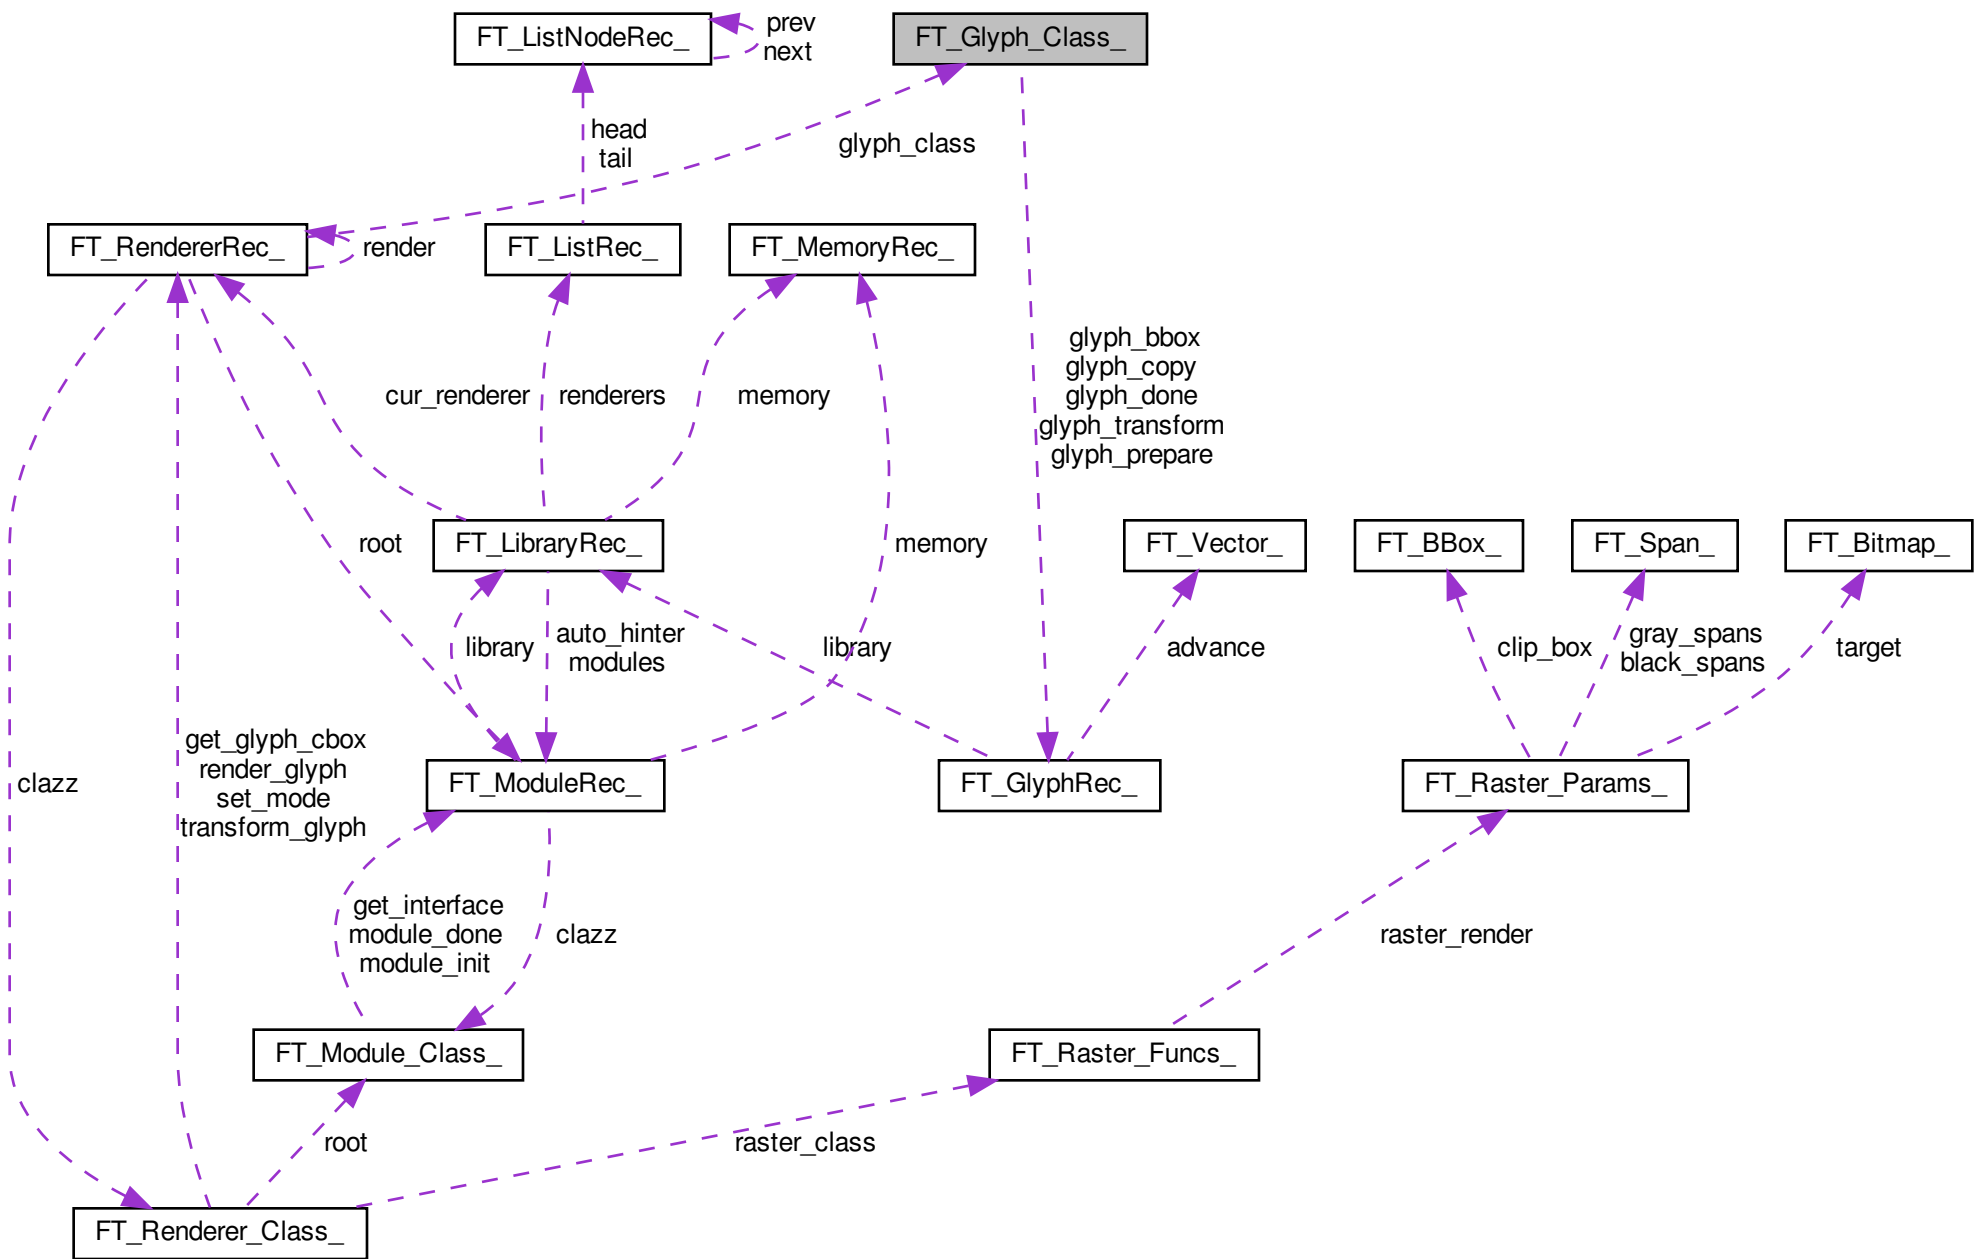 FT_ListNodeRec_
prev
next
FT_Glyph_Class_
head
tail
glyph_class
FT_RendererRec_
render
FT_ListRec_
FT_MemoryRec_
glyph_bbox
glyph_copy
glyph_done
glyph_transform
glyph_prepare
cur_renderer
renderers
memory
root
FT_LibraryRec_
memory
FT_Vector_
FT_BBox_
FT_Span_
FT_Bitmap_
library
auto_hinter
modules
library
advance
clip_box
gray_spans
black_spans
target
clazz
get_glyph_cbox
render_glyph
set_mode
transform_glyph
FT_ModuleRec_
FT_GlyphRec_
FT_Raster_Params_
get_interface
module_done
module_init
clazz
raster_render
FT_Module_Class_
FT_Raster_Funcs_
root
raster_class
FT_Renderer_Class_